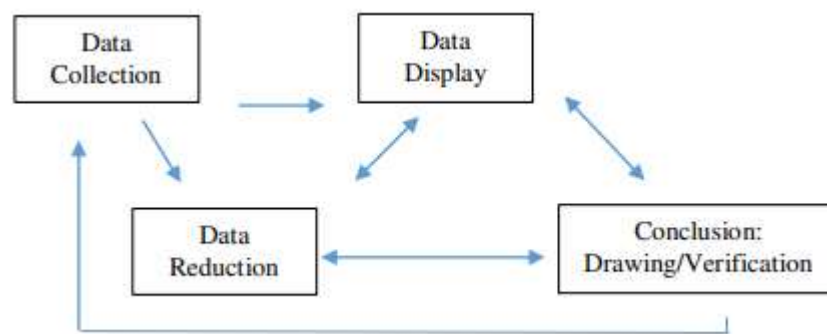 Data
Collection
Data
Display
Data
Reduction
Conclusion:
Drawing/Verification